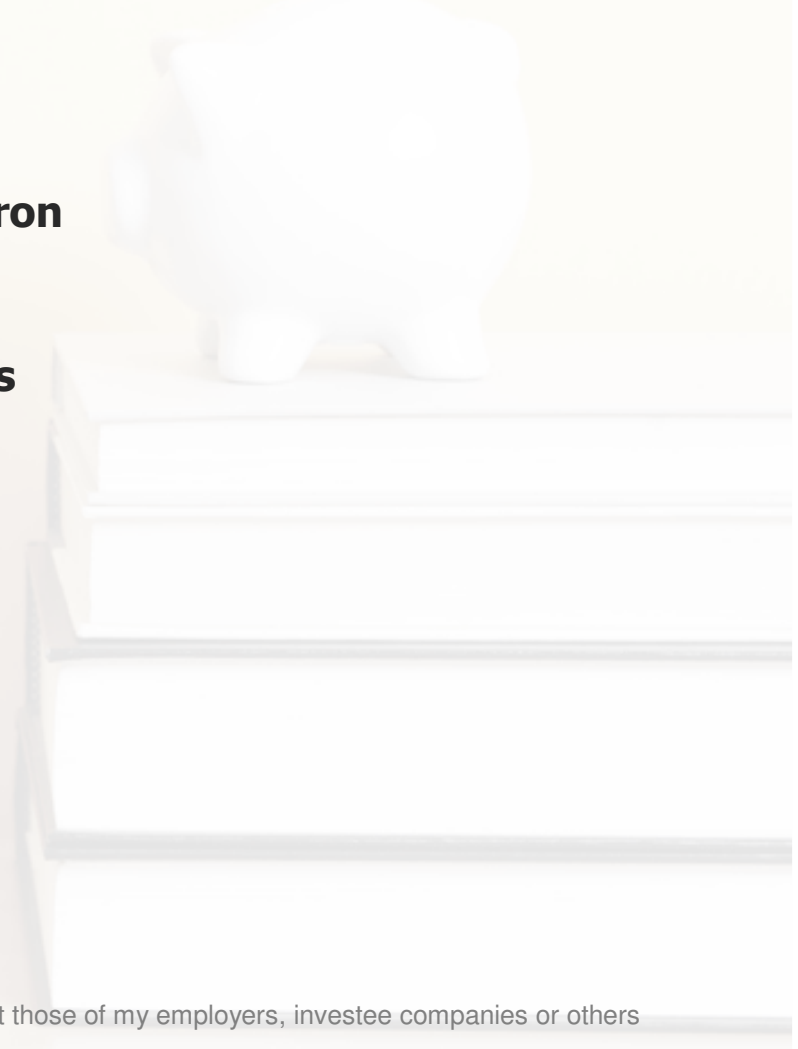 ron
s
t those of my employers, investee companies or others